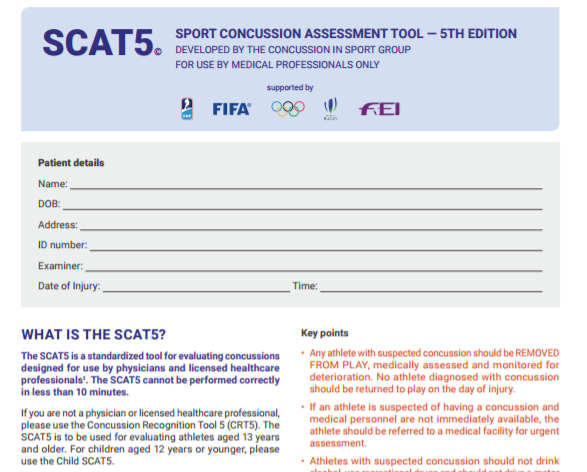 SCAT5©
SPORT CONCUSSION ASSESSMENT TOOL — 5TH EDITION
DEVELOPED BY THE CONCUSSION IN SPORT GROUP
FOR USE BY MEDICAL PROFESSIONALS ONLY
supported by
FIFA®
FEI
Patient details
Name:
DOB:
Address:
ID number:
Examiner:
Date of Injury: Time:
WHAT IS THE SCAT5?
The SCAT5 is a standardized tool for evaluating concussions
designed for use by physicians and licensed healthcare
professionals¹. The SCAT5 cannot be performed correctly
in less than 10 minutes.
If you are not a physician or licensed healthcare professional,
please use the Concussion Recognition Tool 5 (CRT5). The
SCAT5 is to be used for evaluating athletes aged 13 years
and older. For children aged 12 years or younger, please
use the Child SCAT5.
Key points
• Any athlete with suspected concussion should be REMOVED
FROM PLAY, medically assessed and monitored for
deterioration. No athlete diagnosed with concussion
should be returned to play on the day of injury.
• If an athlete is suspected of having a concussion and
medical personnel are not immediately available, the
athlete should be referred to a medical facility for urgent
assessment.
• Athletes with suspected concussion should not drink